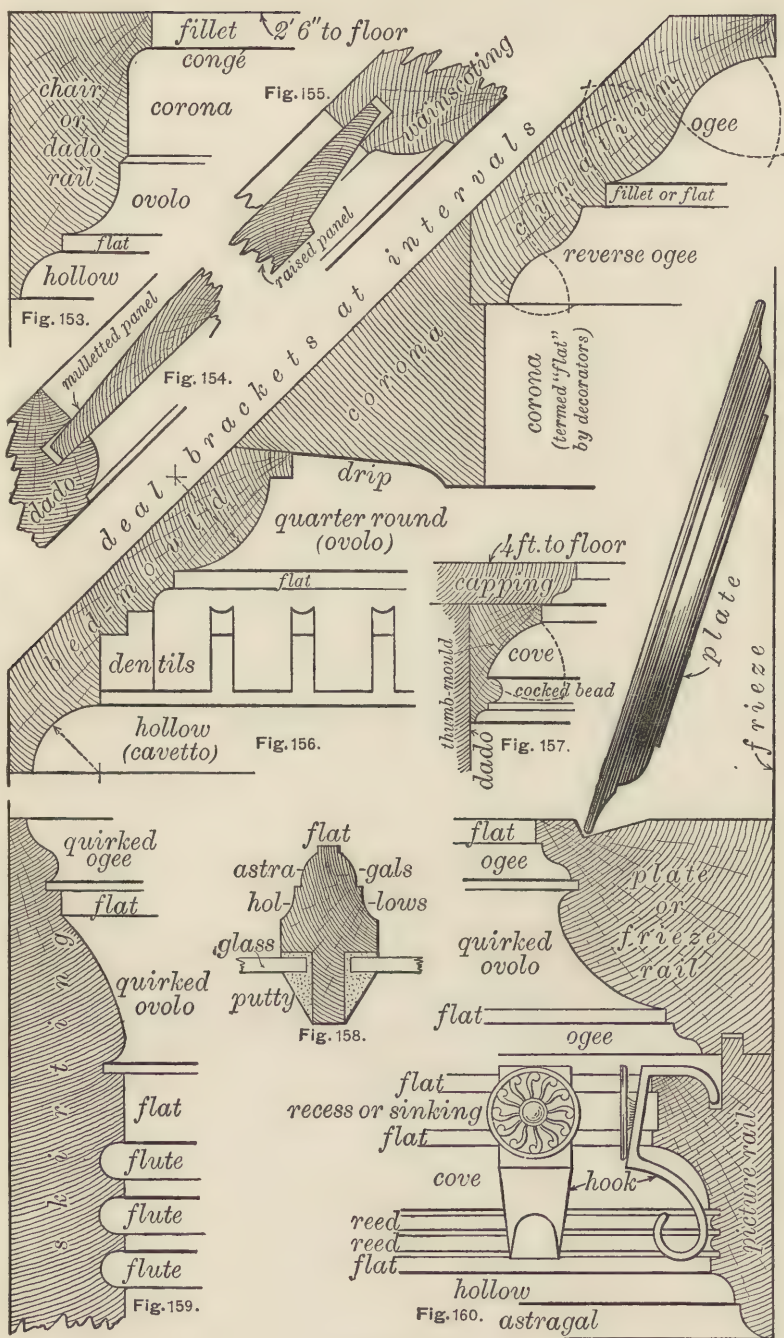 fillet 2' 6" to floor
congé
chair
or
dado
rail
corona
ovolo
flat
hollow
Fig. 153.
Fig. 155.
wainscoting
raised panel
mulletted panel
Fig. 154.
dado
deal brackets at intervals
cymatium
ogee
fillet or flat
reverse ogee
corona
corona
(termed "flat"
by decorators)
drip
bed-mould
quarter round
(ovolo)
flat
dentils
hollow
(cavetto)
Fig. 156.
4 ft. to floor
capping
cove
cocked bead
thumb-mould
dado
Fig. 157.
plate
frieze
quirked
ogee
flat
skirting
quirked
ovolo
flat
flute
flute
flute
Fig. 159.
flat
astra- -gals
hol- -lows
glass
putty
Fig. 158.
flat
ogee
plate
or
frieze
rail
quirked
ovolo
flat
ogee
flat
recess or sinking
flat
cove
hook
reed
reed
flat
hollow
picture rail
Fig. 160.
astragal